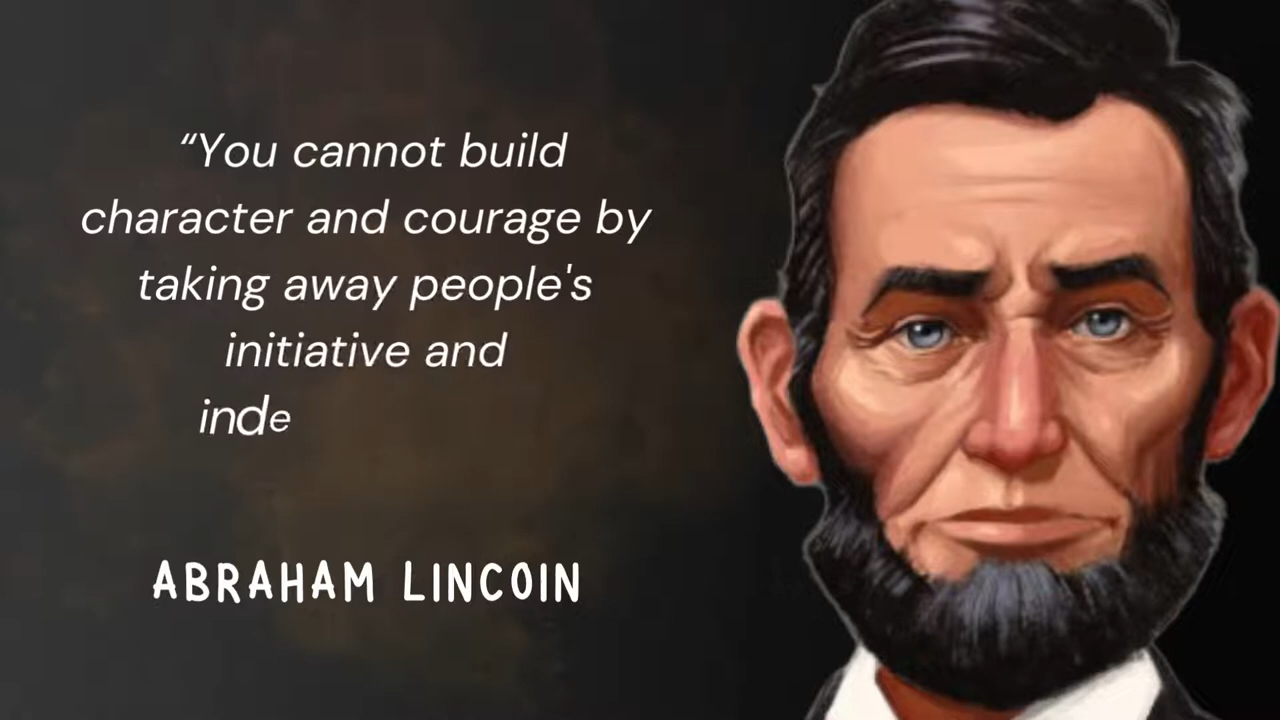 “You cannot build
character and courage by
taking away people's
initiative and
inde
ABRAHAM LINCOIN